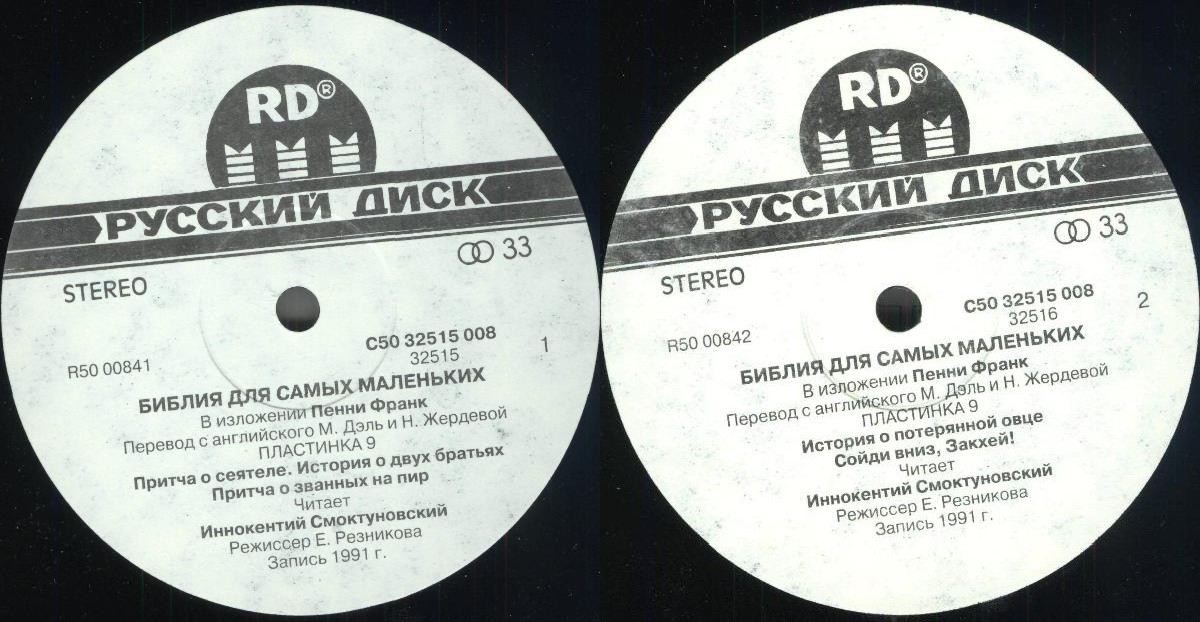 RD®
РУССКИЙ ДИСК
33
STEREO
С50 32515 008
32515
1
R50 00841
БИБЛИЯ ДЛЯ САМЫХ МАЛЕНЬКИХ
В изложении Пенни Франк
Перевод с английского М. Дэль и Н. Жердевой
ПЛАСТИНКА 9
Притча о сеятеле. История о двух братьях
Притча о званных на пир
Читает
Иннокентий Смоктуновский
Режиссер Е. Резникова
Запись 1991 г.
RD®
РУССКИЙ ДИСК
33
STEREO
С50 32515 008
32516
2
R50 00842
БИБЛИЯ ДЛЯ САМЫХ МАЛЕНЬКИХ
В изложении Пенни Франк
Перевод с английского М. Дэль и Н. Жердевой
ПЛАСТИНКА 9
История о потерянной овце
Сойди вниз, Закхей!
Читает
Иннокентий Смоктуновский
Режиссер Е. Резникова
Запись 1991 г.